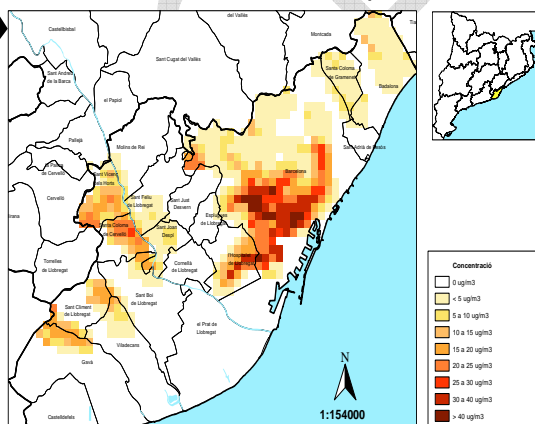 del Vallés
Castellbisbal
Montcada
Sant Cugat del Vallés
Sant Andreu
de la Barca
Santa Coloma
de Gramenet
Badalona
el Papiol
Pallejà
Molins de Rei
Sant Adrià de Besós
de Cervelló
Sant Vicenç
dels Horts
Barcelona
Cervelló
Sant Feliu
de Llobregat
Sant Just
Desvern
Esplugues
de Llobregat
Santa Coloma
de Cervelló
Sant Joan
Despí
Torrelles
de Llobregat
Cornellà
de Llobregat
l'Hospitalet
de Llobregat
Sant Climent
de Llobregat
Sant Boi
de Llobregat
el Prat de
Llobregat
Viladecans
Gavà
Castelldefels
N
1:154000
Concentració
0 ug/m3
< 5 ug/m3
5 a 10 ug/m3
10 a 15 ug/m3
15 a 20 ug/m3
20 a 25 ug/m3
25 a 30 ug/m3
30 a 40 ug/m3
> 40 ug/m3